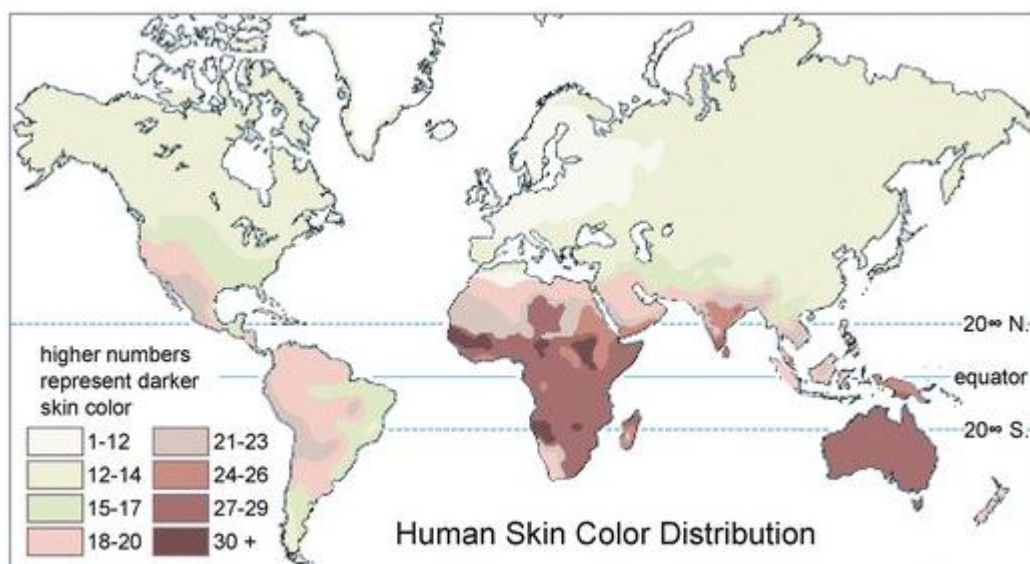 20∞ N.
higher numbers
represent darker
skin color
equator
1-12
21-23
20∞ S.
12-14
24-26
15-17
27-29
18-20
30 +
Human Skin Color Distribution